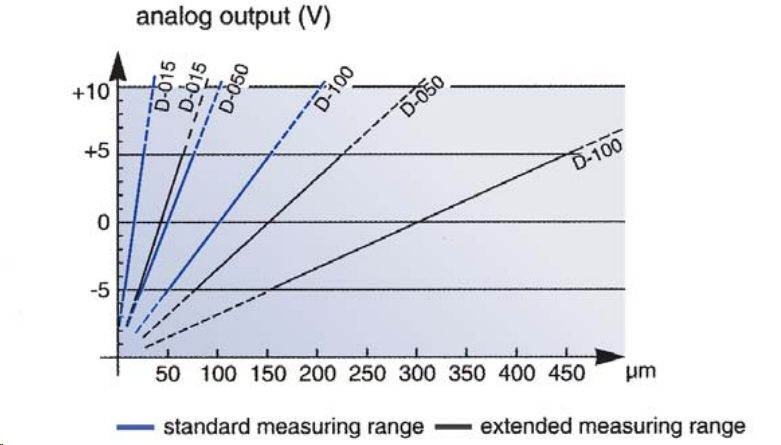 analog output (V)
D-015
D-015
D-050
D-100
D-050
D-100
+10
+5
0
-5
50 100 150 200 250 300 350 400 450 µm
standard measuring range extended measuring range